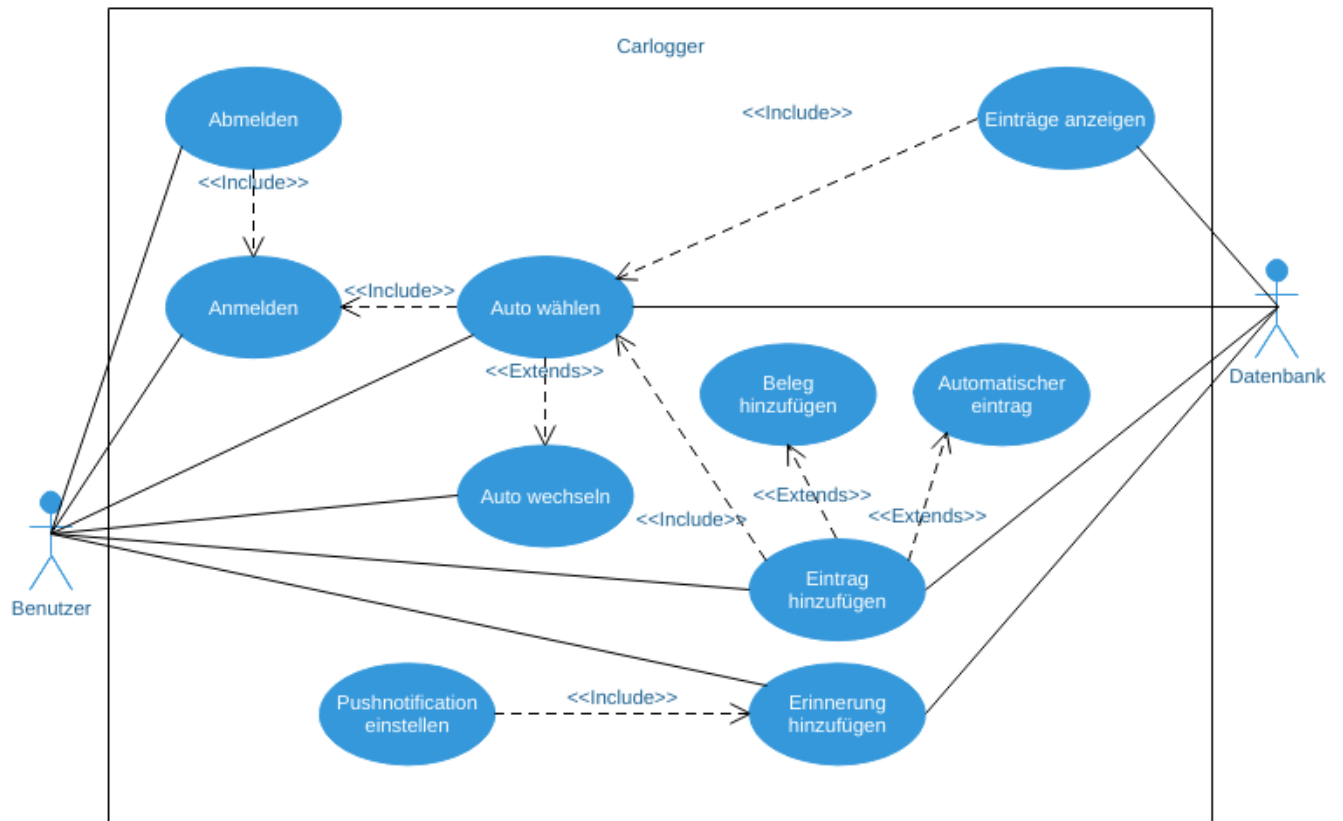 Carlogger
Abmelden
<<Include>>
Einträge anzeigen
<<Include>>
Anmelden
<<Include>>
Auto wählen
<<Extends>>
Beleg
hinzufügen
Automatischer
eintrag
Datenbank
Auto wechseln
<<Extends>>
<<Include>>
<<Extends>>
Eintrag
hinzufügen
Benutzer
Pushnotification
einstellen
<<Include>>
Erinnerung
hinzufügen